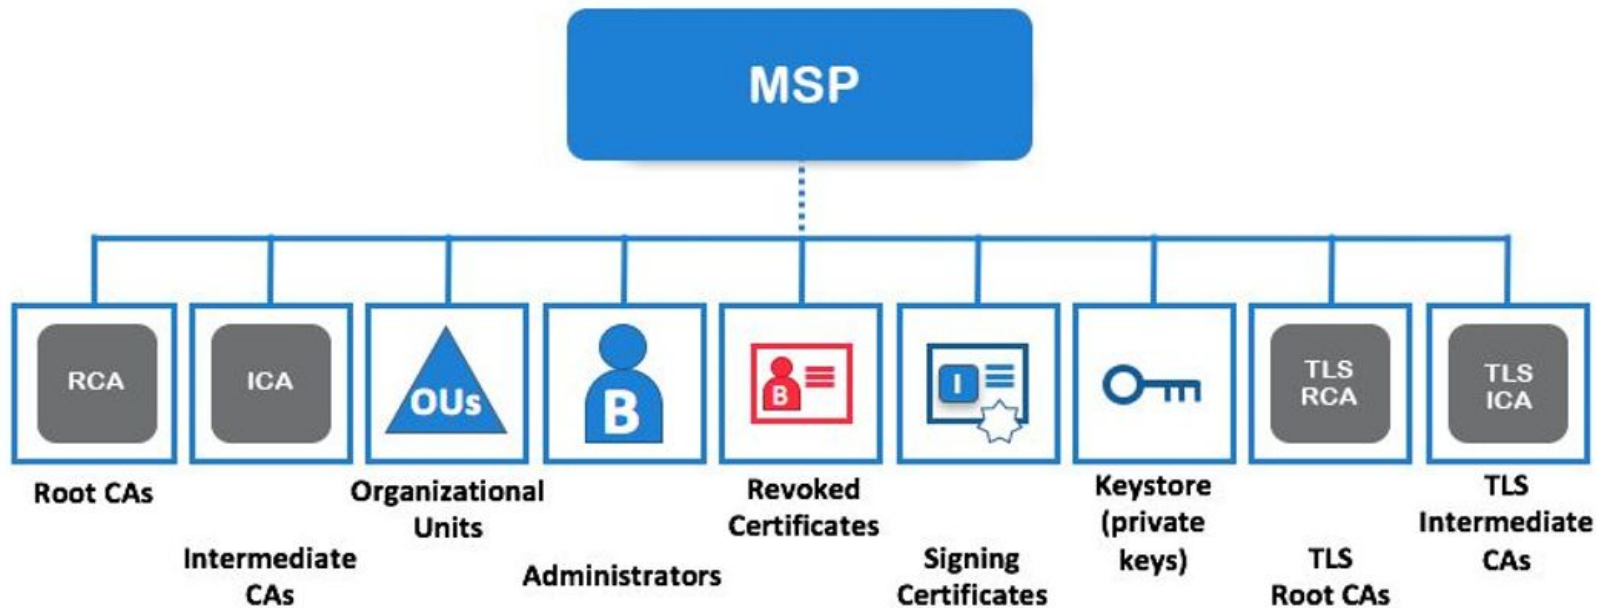 MSP
RCA
ICA
OUs
B
B
I
TLS
RCA
TLS
ICA
Root CAs
Intermediate
CAs
Organizational
Units
Administrators
Revoked
Certificates
Signing
Certificates
Keystore
(private
keys)
TLS
Root CAs
TLS
Intermediate
CAs